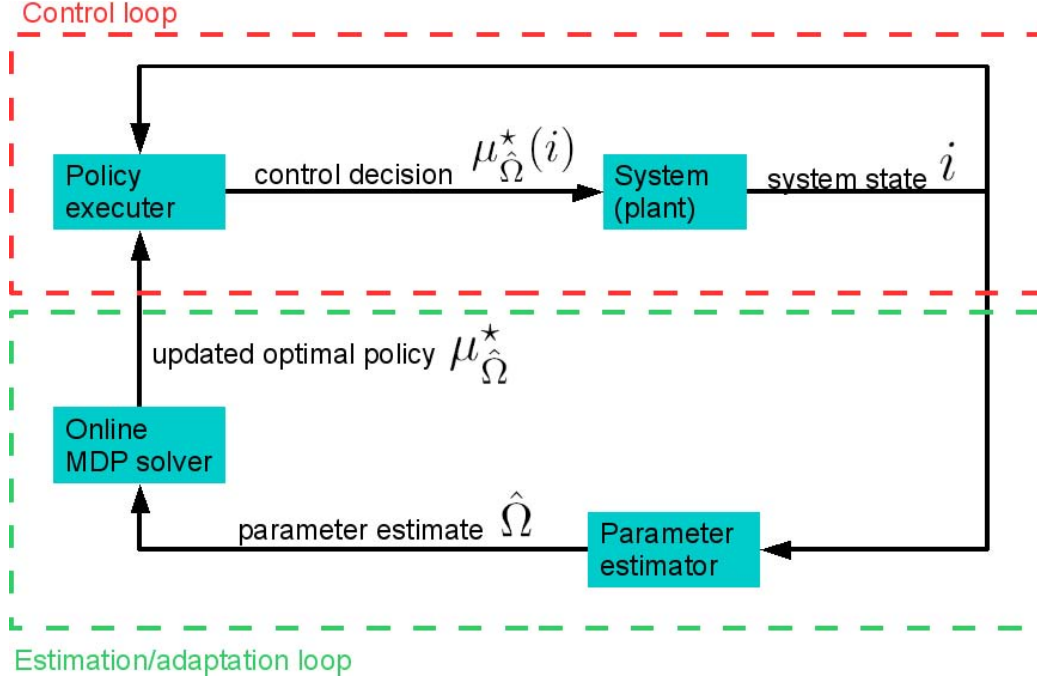 Control loop
Policy
executer
control decision μ⋆Ω̂(i)
System
(plant)
system state i
updated optimal policy μ⋆Ω̂
Online
MDP solver
parameter estimate Ω̂
Parameter
estimator
Estimation/adaptation loop